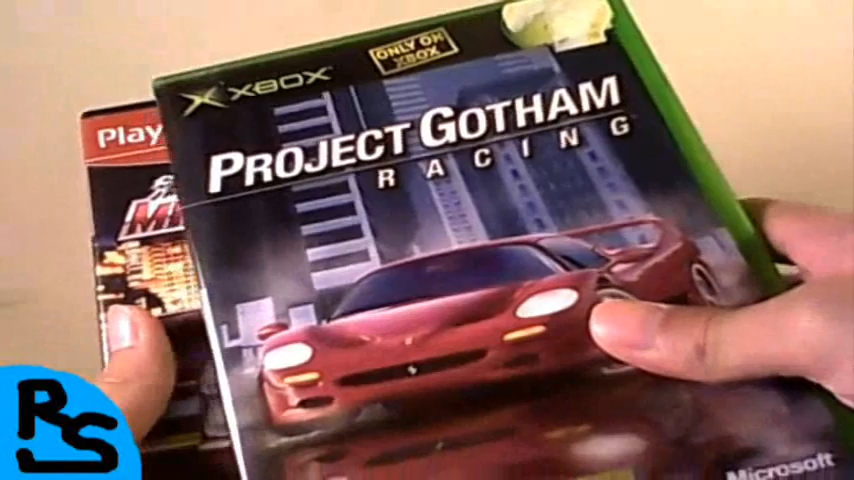 ONLY ON
XBOX
XBOX
PROJECT GOTHAM
RACING
Play
M
Microsoft
RS